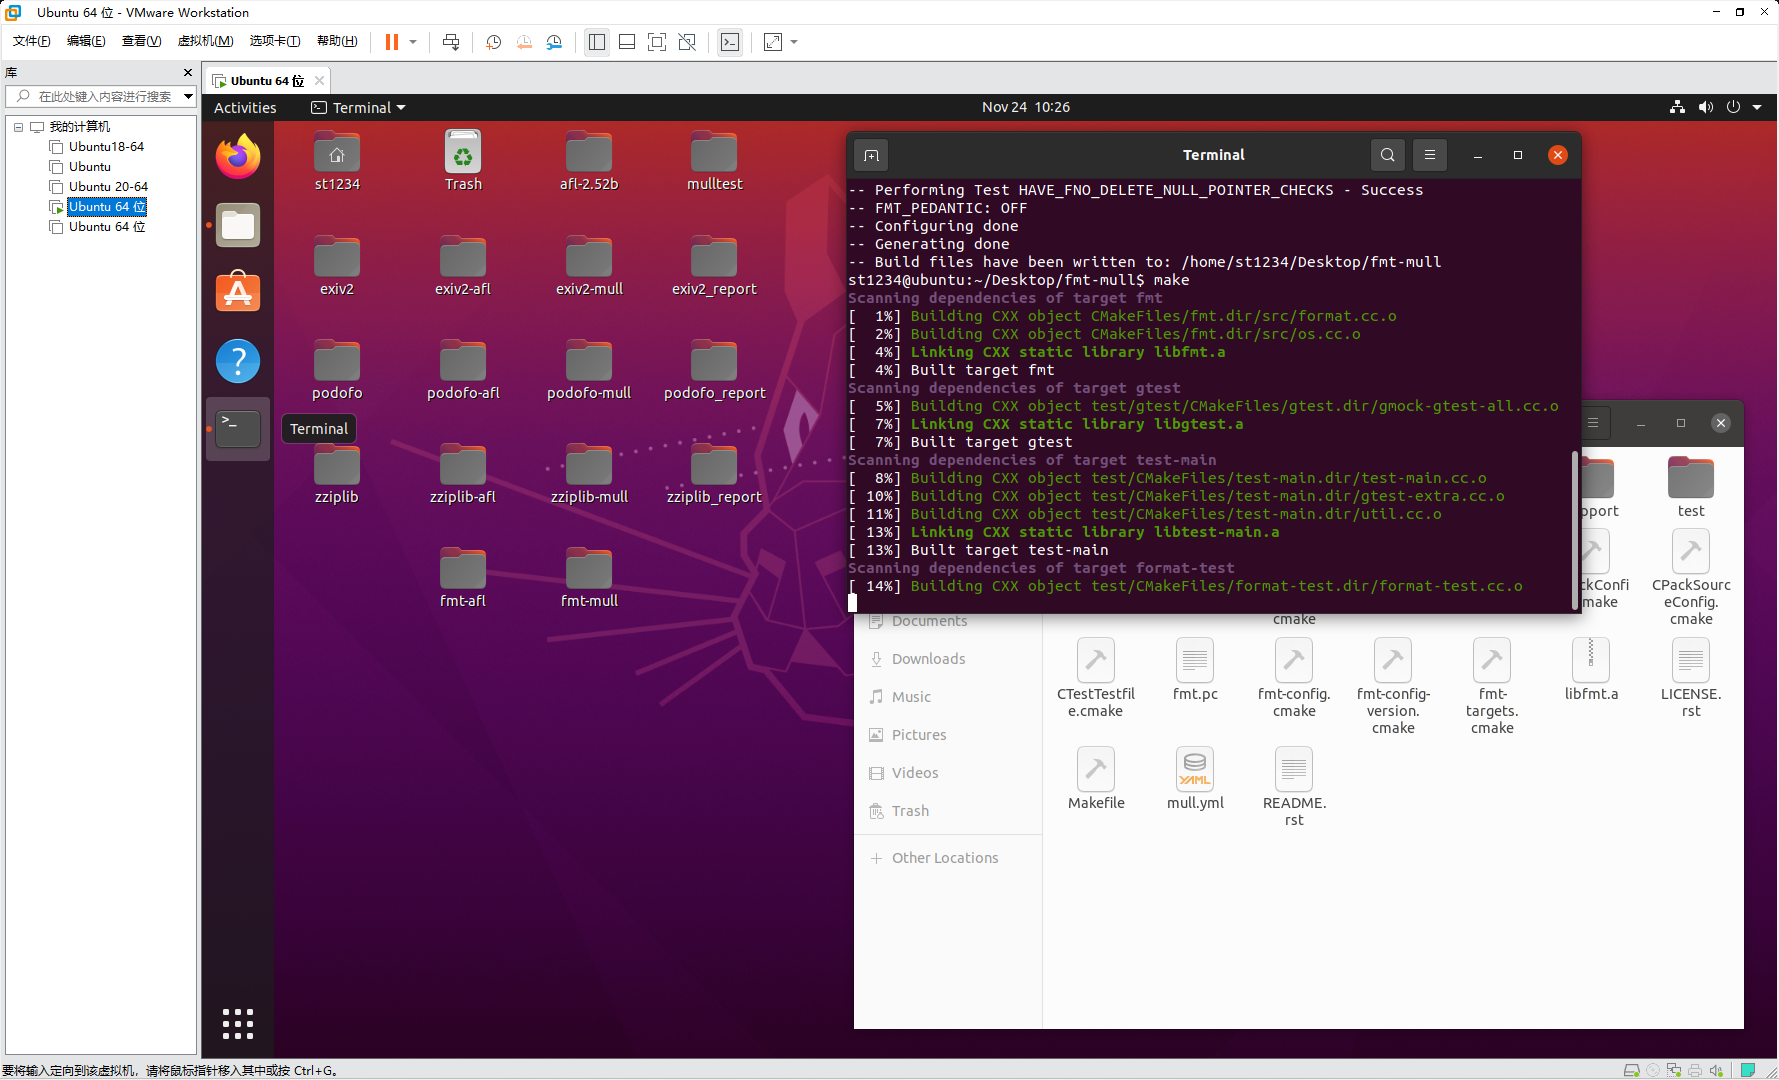 Ubuntu 64 位 - VMware Workstation
文件(F) 编辑(E) 查看(V) 虚拟机(M) 选项卡(T) 帮助(H)
库
在此处键入内容进行搜索
我的计算机
Ubuntu18-64
Ubuntu
Ubuntu 20-64
Ubuntu 64 位
Ubuntu 64 位
Ubuntu 64 位
Activities
Terminal
Nov 24 10:26
st1234
Trash
afl-2.52b
mulltest
exiv2
exiv2-afl
exiv2-mull
exiv2_report
podofo
podofo-afl
podofo-mull
podofo_report
Terminal
zziplib
zziplib-afl
zziplib-mull
zziplib_report
fmt-afl
fmt-mull
Terminal
-- Performing Test HAVE_FNO_DELETE_NULL_POINTER_CHECKS - Success
-- FMT_PEDANTIC: OFF
-- Configuring done
-- Generating done
-- Build files have been written to: /home/st1234/Desktop/fmt-mull
st1234@ubuntu:~/Desktop/fmt-mull$ make
Scanning dependencies of target fmt
[  1%] Building CXX object CMakeFiles/fmt.dir/src/format.cc.o
[  2%] Building CXX object CMakeFiles/fmt.dir/src/os.cc.o
[  4%] Linking CXX static library libfmt.a
[  4%] Built target fmt
Scanning dependencies of target gtest
[  5%] Building CXX object test/gtest/CMakeFiles/gtest.dir/gmock-gtest-all.cc.o
[  7%] Linking CXX static library libgtest.a
[  7%] Built target gtest
Scanning dependencies of target test-main
[  8%] Building CXX object test/CMakeFiles/test-main.dir/test-main.cc.o
[ 10%] Building CXX object test/CMakeFiles/test-main.dir/gtest-extra.cc.o
[ 11%] Building CXX object test/CMakeFiles/test-main.dir/util.cc.o
[ 13%] Linking CXX static library libtest-main.a
[ 13%] Built target test-main
Scanning dependencies of target format-test
[ 14%] Building CXX object test/CMakeFiles/format-test.dir/format-test.cc.o
pport
test
ckConfi
make
CPackSourc
eConfig.
cmake
cmake
Documents
Downloads
Music
Pictures
Videos
Trash
Other Locations
CTestTestfil
e.cmake
fmt.pc
fmt-config.
cmake
fmt-config-
version.
cmake
fmt-
targets.
cmake
libfmt.a
LICENSE.
rst
Makefile
YAML
mull.yml
README.
rst
要将输入定向到该虚拟机，请将鼠标指针移入其中或按 Ctrl+G。